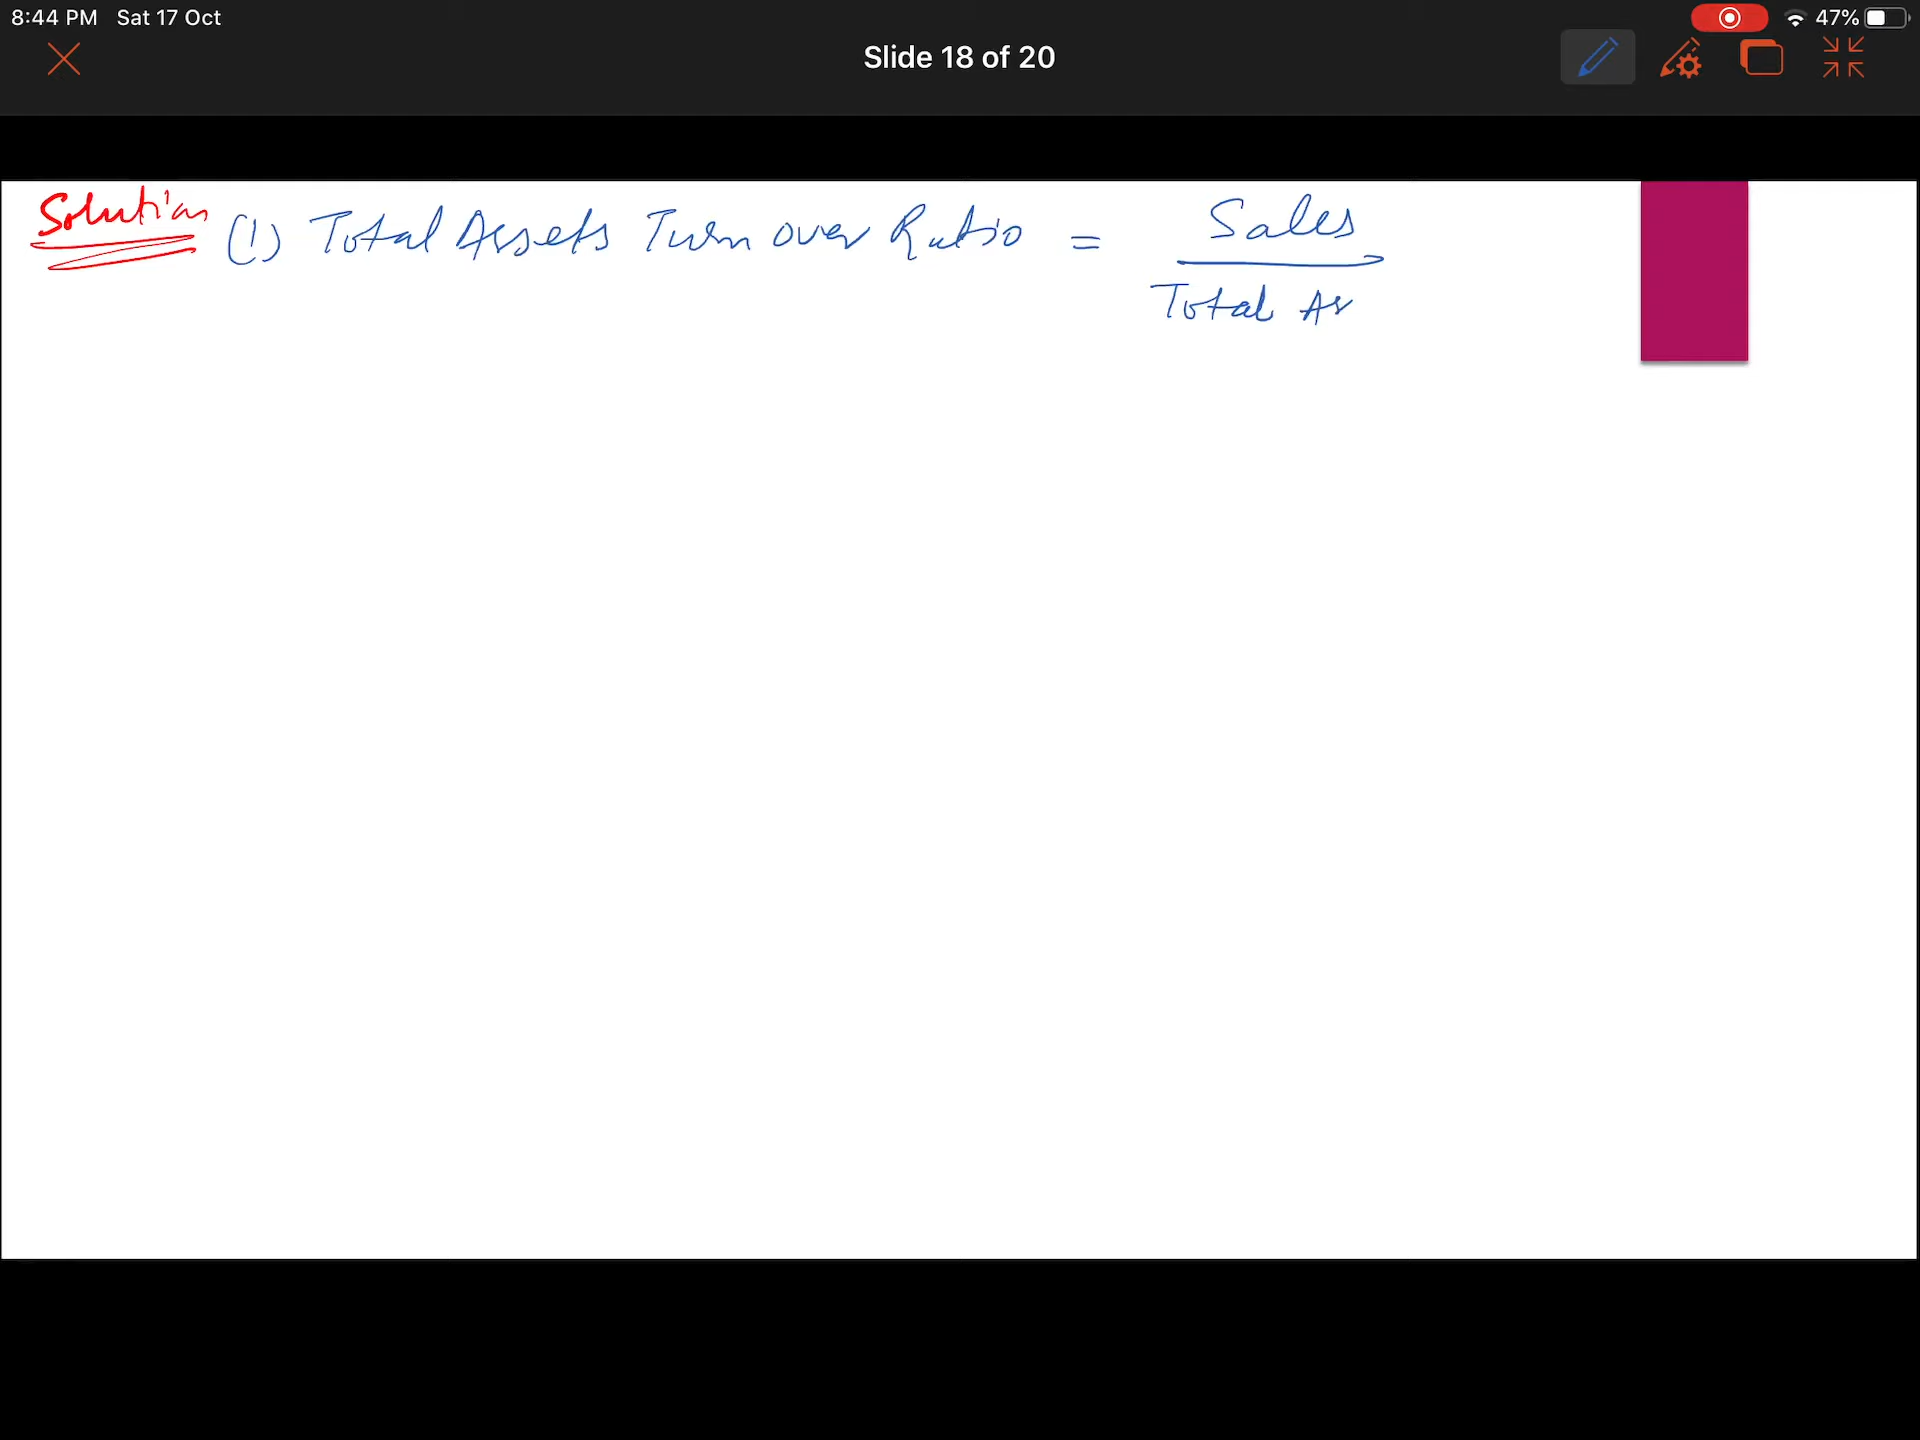 8:44 PM Sat 17 Oct
47%
Slide 18 of 20
Solution (1) Total Assets Turn over Ratio = Sales
Total As